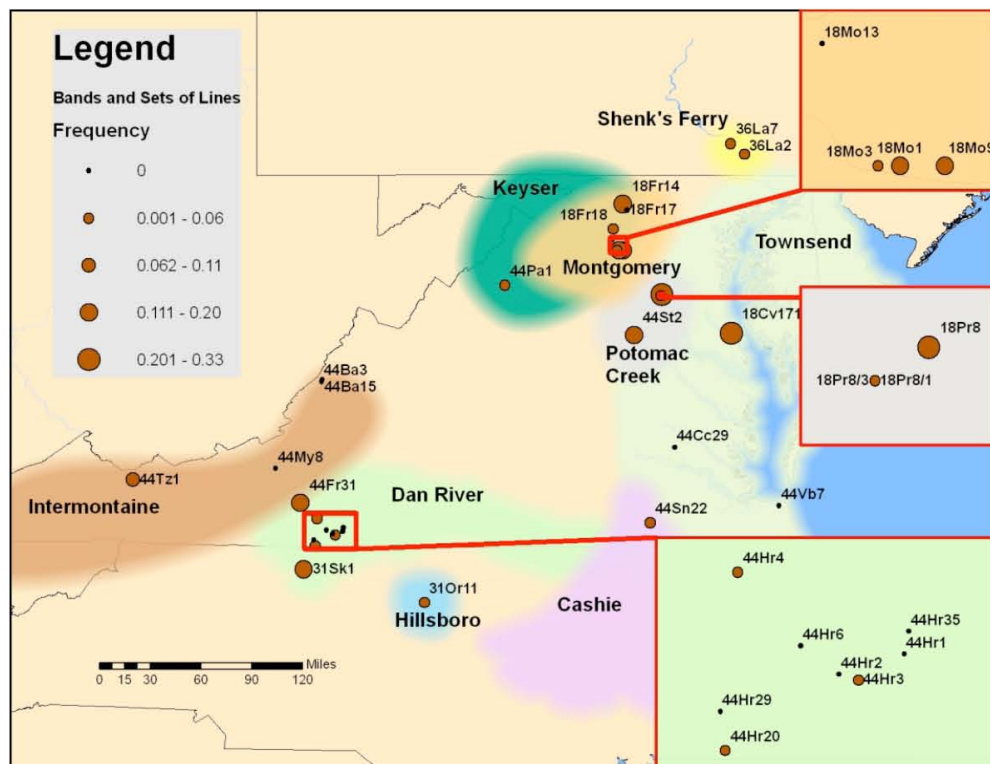 Legend
Bands and Sets of Lines
Frequency
0
0.001 - 0.06
0.062 - 0.11
0.111 - 0.20
0.201 - 0.33
18Mo13
18Mo3
18Mo1
18Mo9
Shenk's Ferry
36La7
36La2
Keyser
18Fr14
18Fr18
18Fr17
Townsend
Montgomery
44Pa1
44St2
18Cv171
Potomac
Creek
18Pr8
18Pr8/3
18Pr8/1
44Ba3
44Ba15
44Cc29
44My8
44Tz1
44Fr31
Dan River
44Vb7
Intermontaine
44Sn22
31Sk1
31Or11
Hillsboro
Cashie
44Hr4
44Hr35
44Hr6
44Hr1
44Hr2
44Hr3
44Hr29
44Hr20
Miles
0 15 30 60 90 120